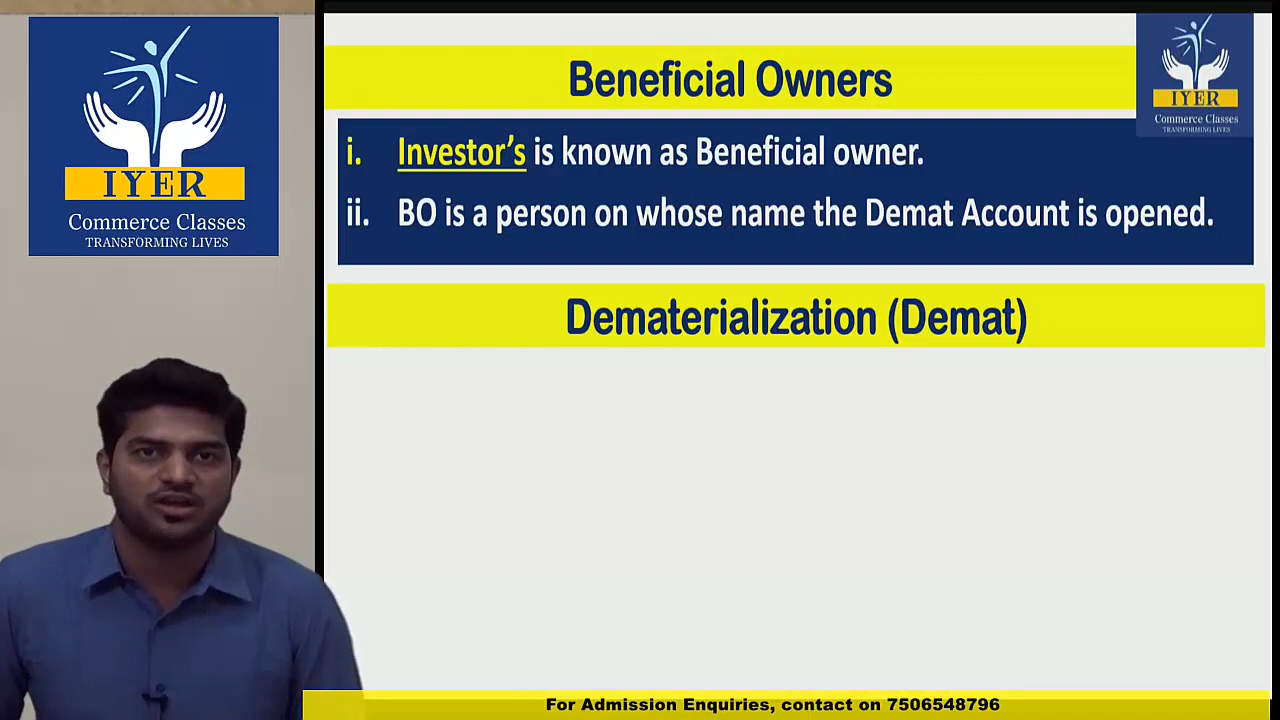 IYER
Commerce Classes
TRANSFORMING LIVES
Beneficial Owners
IYER
Commerce Classes
TRANSFORMING LIVES
i. Investor’s is known as Beneficial owner.
ii. BO is a person on whose name the Demat Account is opened.
Dematerialization (Demat)
For Admission Enquiries, contact on 7506548796